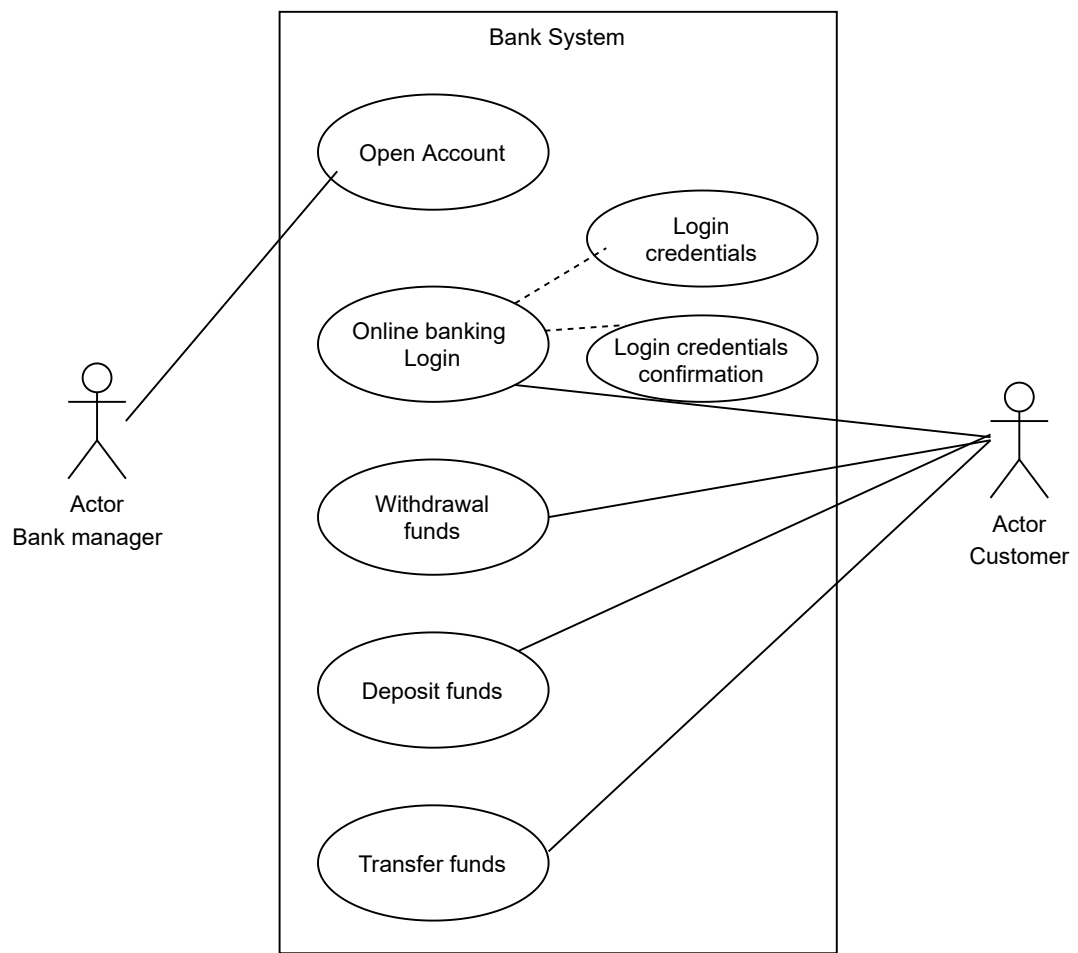 Bank System
Open Account
Login
credentials
Online banking
Login
Login credentials
confirmation
Actor
Bank manager
Withdrawal
funds
Actor
Customer
Deposit funds
Transfer funds